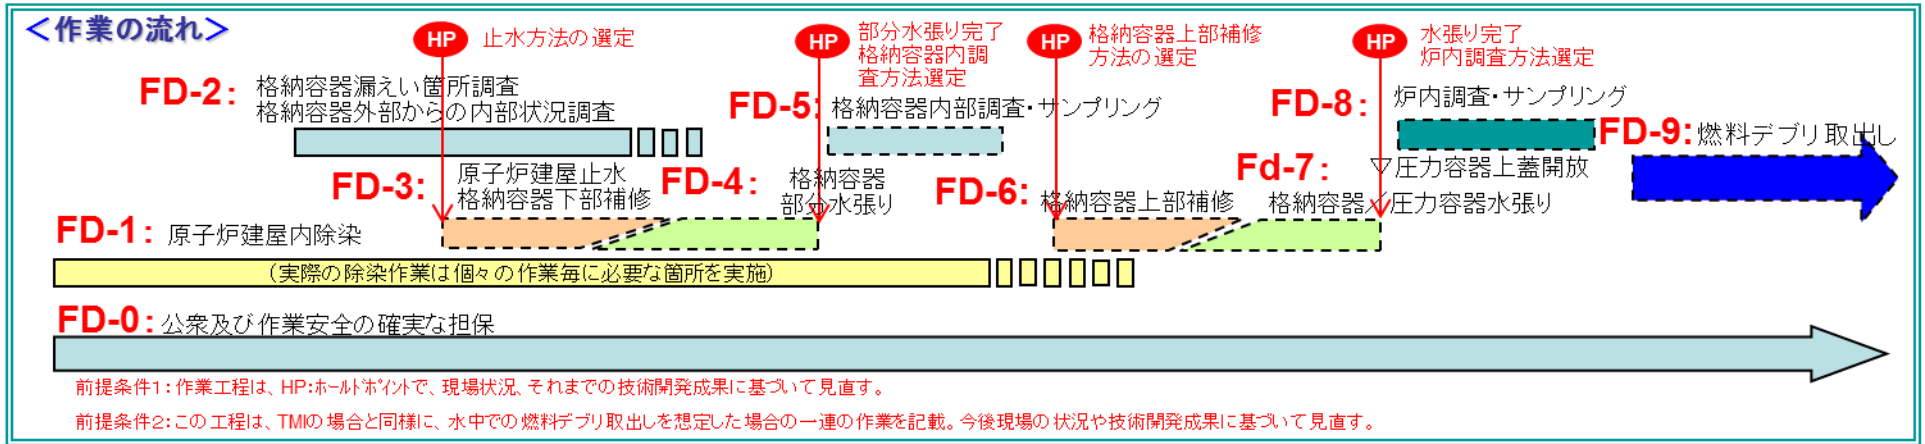 <作業の流れ>
HP
止水方法の選定
HP
部分水張り完了
格納容器内調
査方法選定
HP
格納容器上部補修
方法の選定
HP
水張り完了
炉内調査方法選定
FD-2:
格納容器漏えい箇所調査
格納容器外部からの内部状況調査
FD-5:
格納容器内部調査・サンプリング
FD-8:
炉内調査・サンプリング
FD-9:燃料デブリ取出し
FD-3:
原子炉建屋止水
格納容器下部補修
FD-4:
格納容器
部分水張り
FD-6:
格納容器上部補修
Fd-7:
▽圧力容器上蓋開放
格納容器/圧力容器水張り
FD-1:原子炉建屋内除染
(実際の除染作業は個々の作業毎に必要な箇所を実施)
FD-0:公衆及び作業安全の確実な担保
前提条件1:作業工程は、HP:ホールドポイントで、現場状況、それまでの技術開発成果に基づいて見直す。
前提条件2:この工程は、TMIの場合と同様に、水中での燃料デブリ取出しを想定した場合の一連の作業を記載。今後現場の状況や技術開発成果に基づいて見直す。